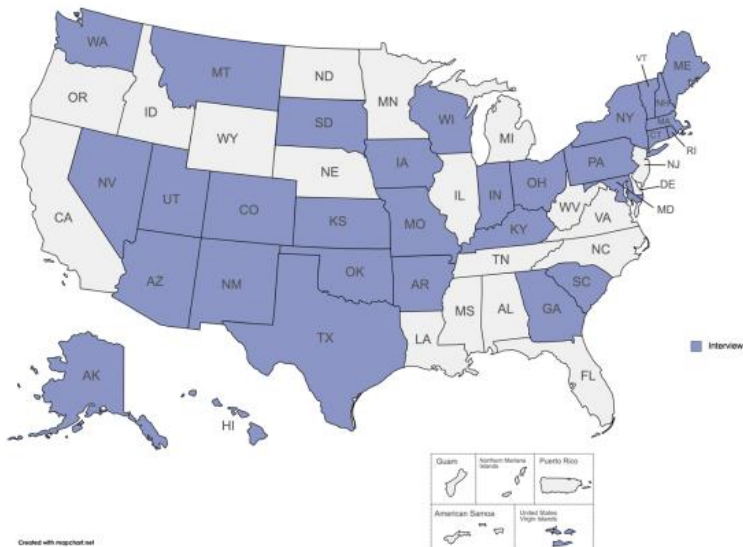 WA
MT
ND
MN
VT
ME
OR
ID
SD
WI
MI
NY
NH
MA
CT
RI
WY
IA
PA
NJ
NE
NV
UT
CO
IL
IN
OH
DE
MD
CA
KS
MO
KY
WV
VA
NC
TN
AZ
NM
OK
AR
SC
MS
AL
GA
TX
LA
Interview
FL
AK
HI
Guam
Northern Mariana
Islands
Puerto Rico
American Samoa
United States
Virgin Islands
Created with mapchart.net